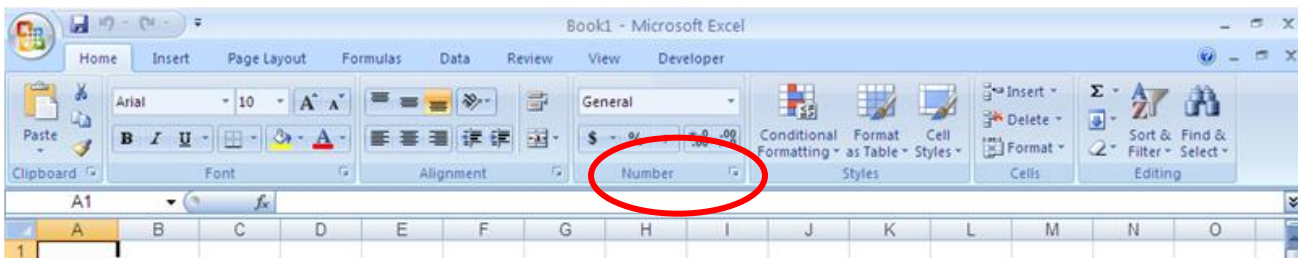 Book1 - Microsoft Excel
Home Insert Page Layout Formulas Data Review View Developer
Arial 10 A A General $ % , .0 .00 Insert
Paste B I U A Conditional Formatting Format as Table Cell Styles Delete Σ Sort & Filter Find & Select
Format
Clipboard Font Alignment Number Styles Cells Editing
A1 fx
A B C D E F G H I J K L M N O
1